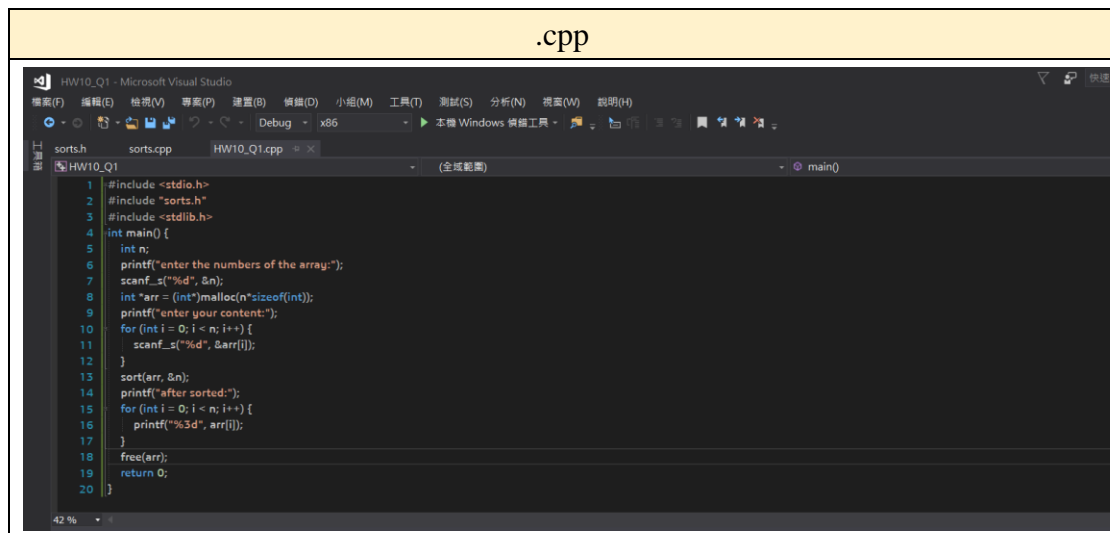 .cpp
HW10_Q1 - Microsoft Visual Studio
快速
檔案(F) 編輯(E) 檢視(V) 專案(P) 建置(B) 偵錯(D) 小組(M) 工具(T) 測試(S) 分析(N) 視窗(W) 說明(H)
Debug x86 本機 Windows 偵錯工具
工具箱
sorts.h sorts.cpp HW10_Q1.cpp
HW10_Q1 (全域範圍) main()
1 #include <stdio.h>
2 #include "sorts.h"
3 #include <stdlib.h>
4 int main() {
5 int n;
6 printf("enter the numbers of the array:");
7 scanf_s("%d", &n);
8 int *arr = (int*)malloc(n*sizeof(int));
9 printf("enter your content:");
10 for (int i = 0; i < n; i++) {
11 scanf_s("%d", &arr[i]);
12 }
13 sort(arr, &n);
14 printf("after sorted:");
15 for (int i = 0; i < n; i++) {
16 printf("%3d", arr[i]);
17 }
18 free(arr);
19 return 0;
20 }
42 %